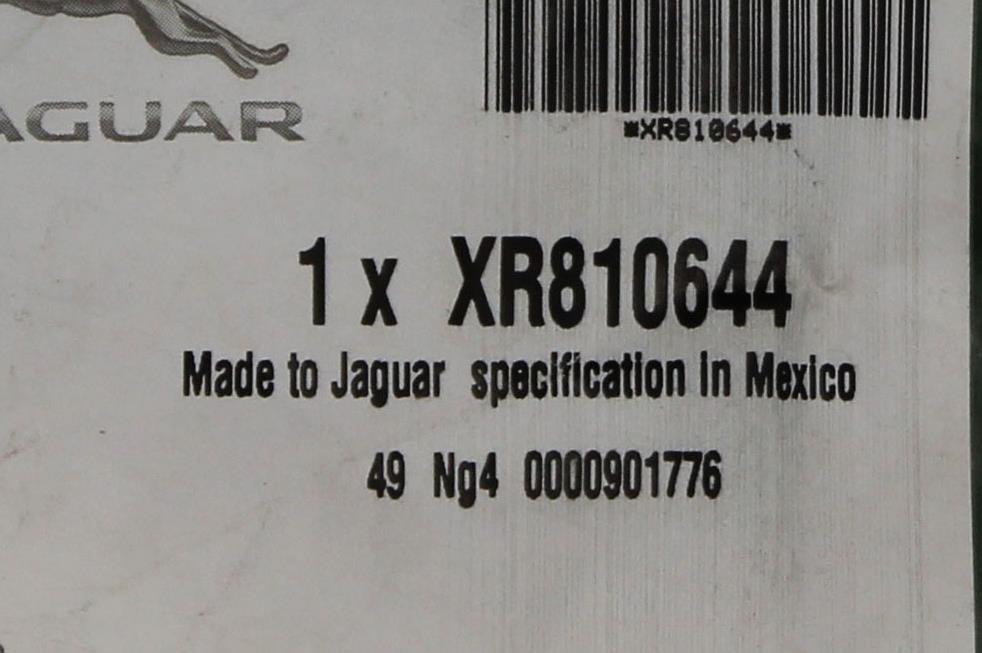 *XR810644*
AGUAR
1 x XR810644
Made to Jaguar specification in Mexico
49 Ng4 0000901776